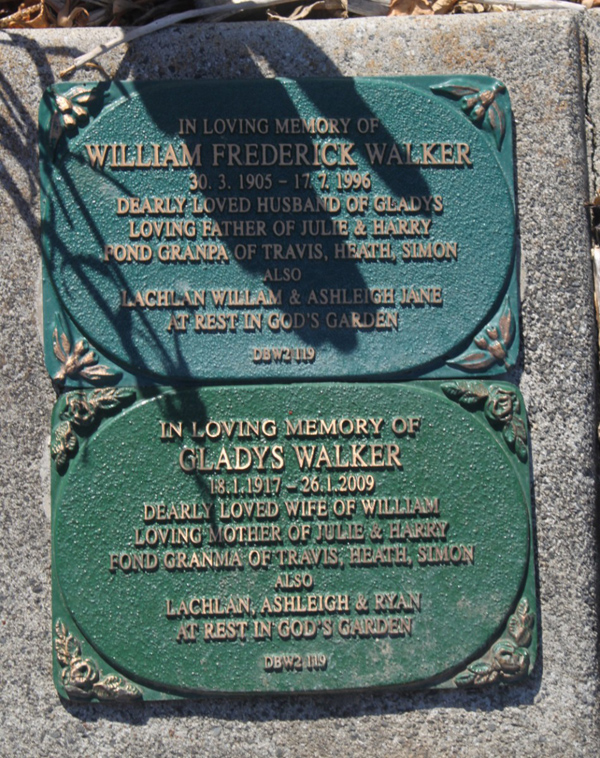 IN LOVING MEMORY OF
WILLIAM FREDERICK WALKER
30. 3. 1905 – 17. 7. 1996
DEARLY LOVED HUSBAND OF GLADYS
LOVING FATHER OF JULIE & HARRY
FOND GRANPA OF TRAVIS, HEATH, SIMON
ALSO
LACHLAN WILLAM & ASHLEIGH JANE
AT REST IN GOD'S GARDEN
DBW2 119
IN LOVING MEMORY OF
GLADYS WALKER
18.1.1917 – 26.1.2009
DEARLY LOVED WIFE OF WILLIAM
LOVING MOTHER OF JULIE & HARRY
FOND GRANMA OF TRAVIS, HEATH, SIMON
ALSO
LACHLAN, ASHLEIGH & RYAN
AT REST IN GOD'S GARDEN
DBW2 119